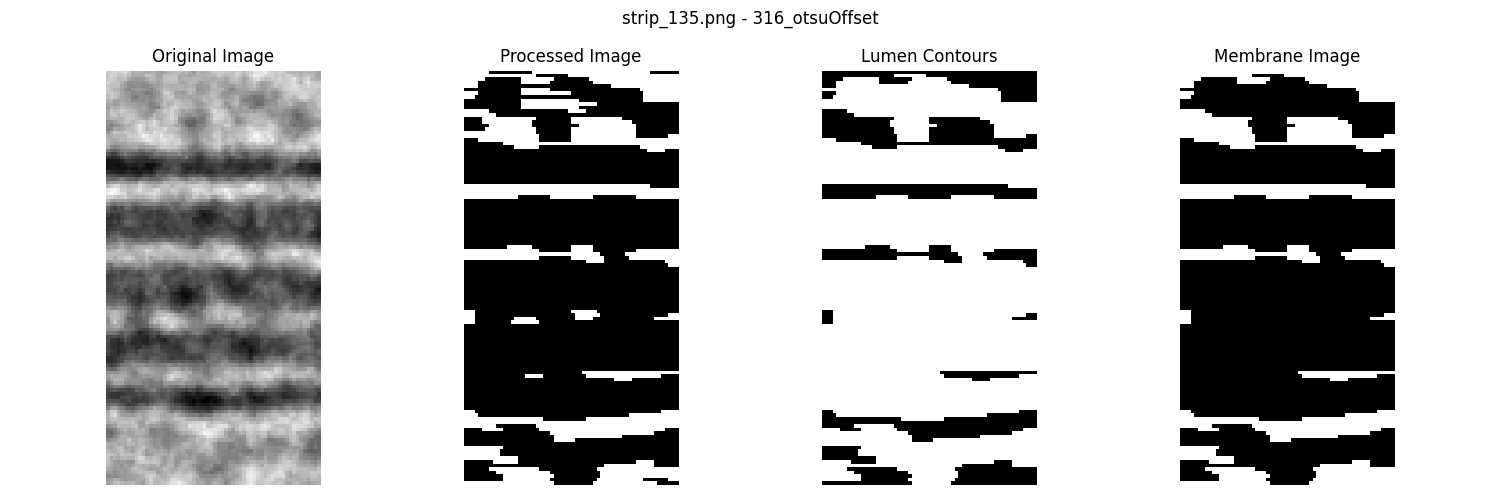 strip_135.png - 316_otsuOffset
Original Image
Processed Image
Lumen Contours
Membrane Image